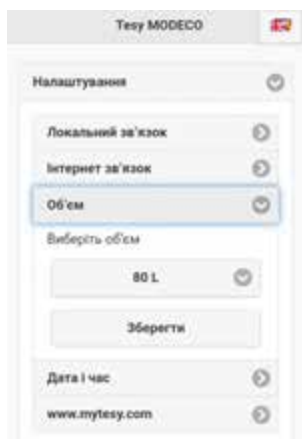 Tesy MODECO
Налаштування
Локальний зв'язок
Інтернет зв'язок
Об'єм
Виберіть об'єм
80 L
Зберегти
Дата і час
www.mytesy.com